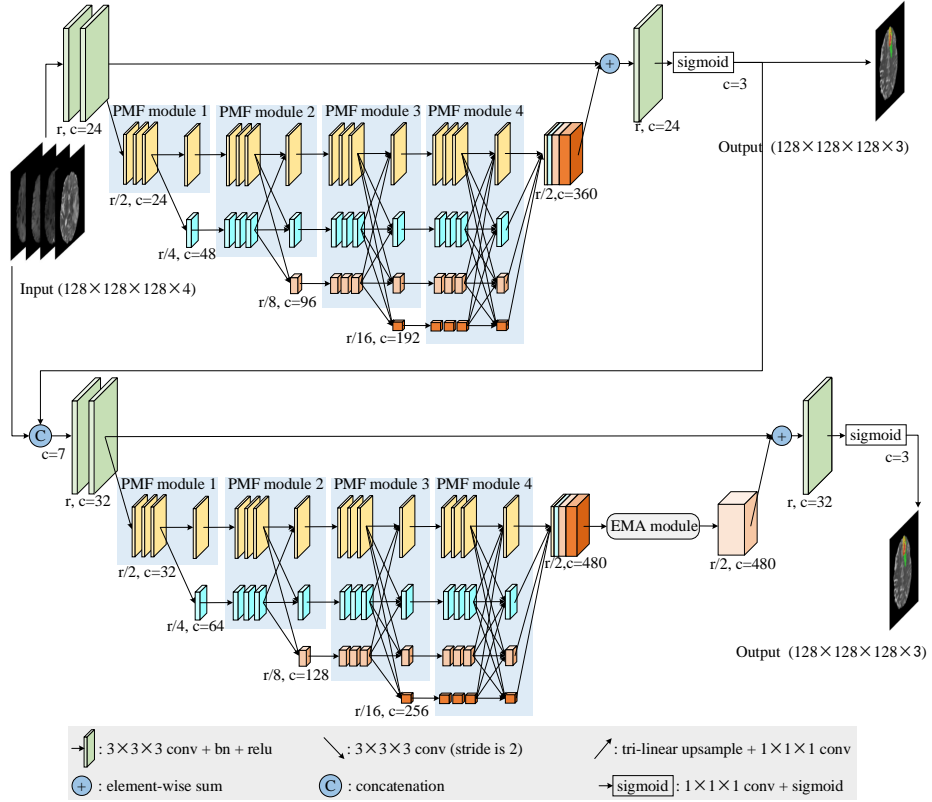 +
sigmoid
c=3
r, c=24
r, c=24
PMF module 1
PMF module 2
PMF module 3
PMF module 4
Output (128×128×128×3)
r/2, c=24
r/2,c=360
r/4, c=48
Input (128×128×128×4)
r/8, c=96
r/16, c=192
C
c=7
+
sigmoid
c=3
r, c=32
r, c=32
PMF module 1
PMF module 2
PMF module 3
PMF module 4
EMA module
r/2, c=32
r/2,c=480
r/2, c=480
r/4, c=64
r/8, c=128
Output (128×128×128×3)
r/16, c=256
: 3×3×3 conv + bn + relu
: 3×3×3 conv (stride is 2)
: tri-linear upsample + 1×1×1 conv
+ : element-wise sum
C : concatenation
sigmoid : 1×1×1 conv + sigmoid